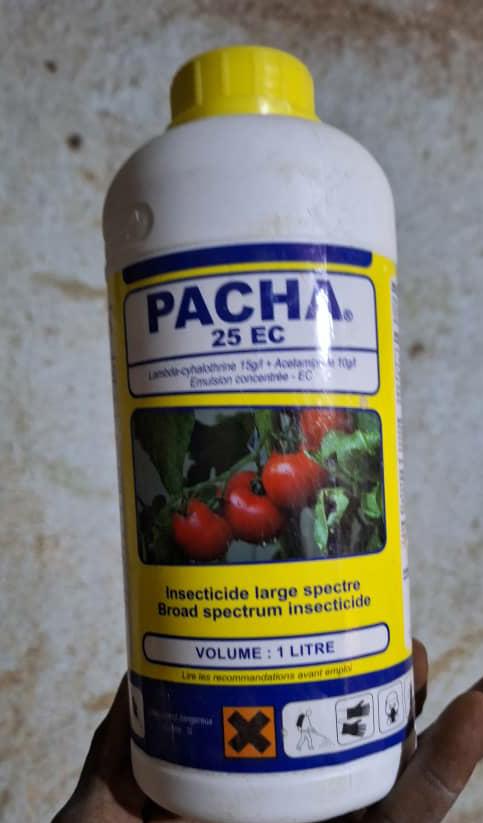 PACHA®
25 EC
Lambda-cyhalothrine 15g/l + Acetamipride 10g/l
Emulsion concentrée - EC
Insecticide large spectre
Broad spectrum insecticide
VOLUME : 1 LITRE
Lire les recommandations avant emploi
dangereux